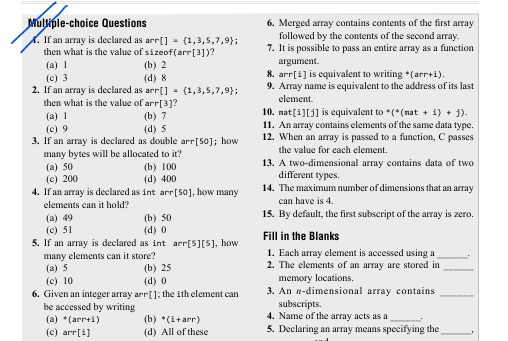 Multiple-choice Questions
1. If an array is declared as arr[] = {1,3,5,7,9};
then what is the value of sizeof(arr[3])?
(a) 1 (b) 2
(c) 3 (d) 8
2. If an array is declared as arr[] = {1,3,5,7,9};
then what is the value of arr[3]?
(a) 1 (b) 7
(c) 9 (d) 5
3. If an array is declared as double arr[50]; how
many bytes will be allocated to it?
(a) 50 (b) 100
(c) 200 (d) 400
4. If an array is declared as int arr[50], how many
elements can it hold?
(a) 49 (b) 50
(c) 51 (d) 0
5. If an array is declared as int arr[5][5], how
many elements can it store?
(a) 5 (b) 25
(c) 10 (d) 0
6. Given an integer array arr[]; the ith element can
be accessed by writing
(a) *(arr+i) (b) *(i+arr)
(c) arr[i] (d) All of these
6. Merged array contains contents of the first array
followed by the contents of the second array.
7. It is possible to pass an entire array as a function
argument.
8. arr[i] is equivalent to writing *(arr+i).
9. Array name is equivalent to the address of its last
element.
10. mat[i][j] is equivalent to *(*(mat + i) + j).
11. An array contains elements of the same data type.
12. When an array is passed to a function, C passes
the value for each element.
13. A two-dimensional array contains data of two
different types.
14. The maximum number of dimensions that an array
can have is 4.
15. By default, the first subscript of the array is zero.
Fill in the Blanks
1. Each array element is accessed using a ______.
2. The elements of an array are stored in ______
memory locations.
3. An n-dimensional array contains ______
subscripts.
4. Name of the array acts as a ______.
5. Declaring an array means specifying the ______,